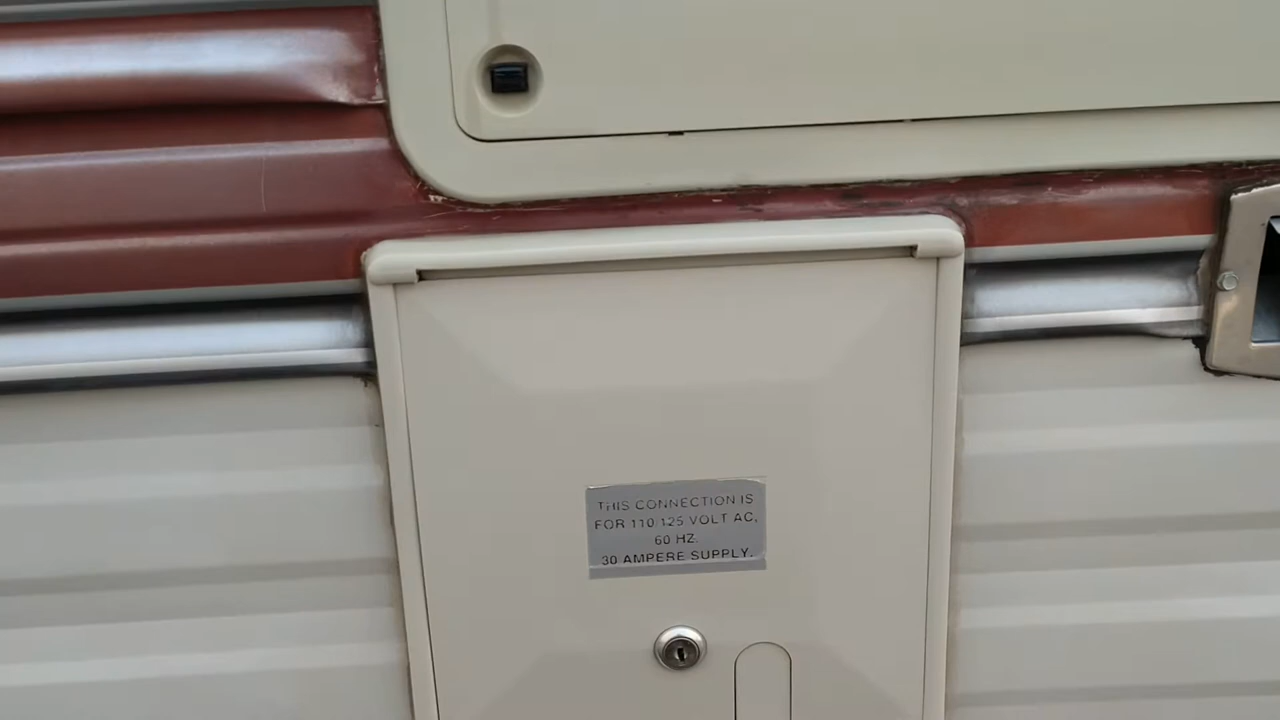 THIS CONNECTION IS
FOR 110 125 VOLT AC,
60 HZ.
30 AMPERE SUPPLY.